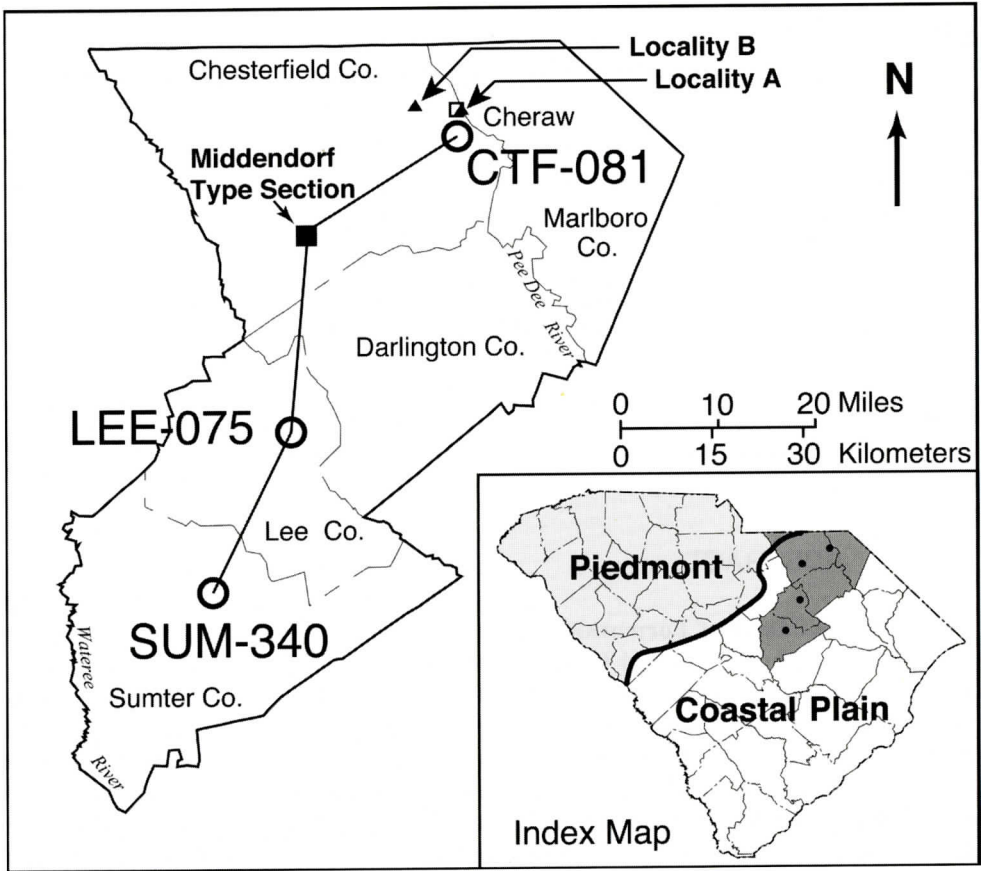 Locality B
Chesterfield Co.
Locality A
N
Cheraw
CTF-081
Middendorf
Type Section
Marlboro
Co.
Pee Dee River
Darlington Co.
0 10 20 Miles
0 15 30 Kilometers
LEE-075
Lee Co.
SUM-340
Wateree
River
Sumter Co.
Piedmont
Coastal Plain
Index Map